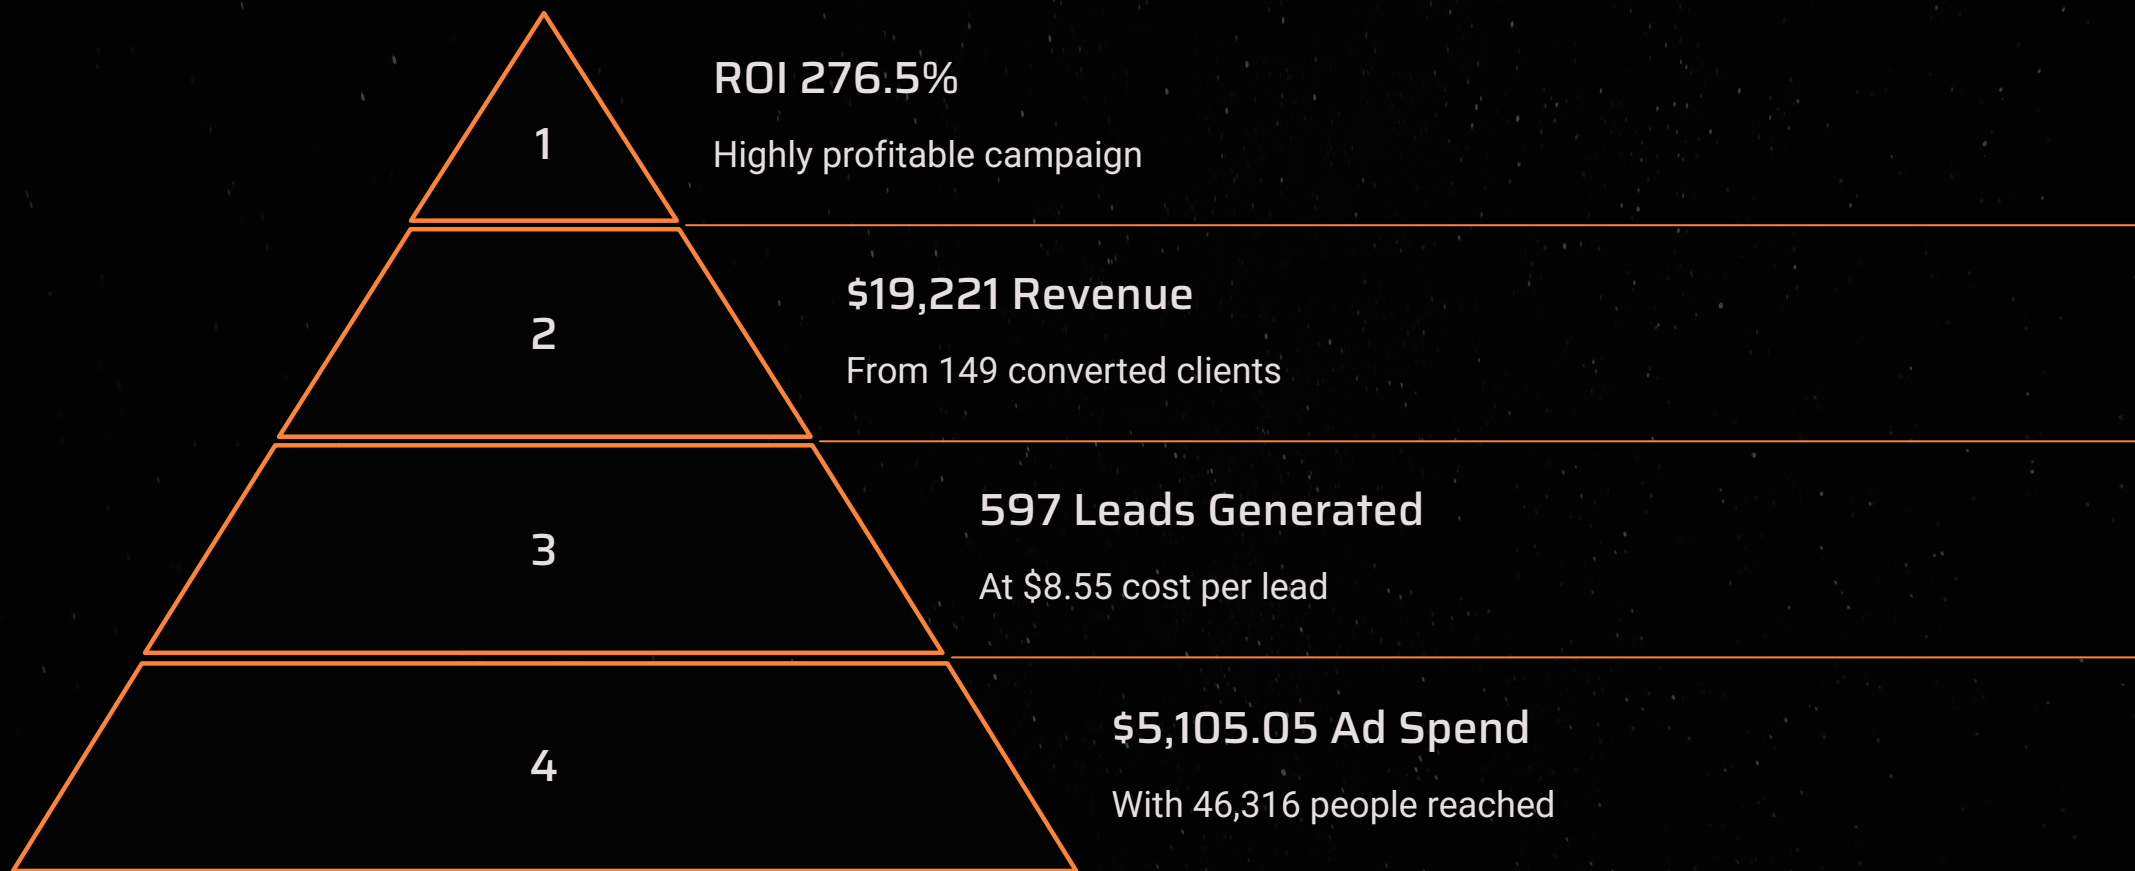 1
ROI 276.5%
Highly profitable campaign
2
$19,221 Revenue
From 149 converted clients
3
597 Leads Generated
At $8.55 cost per lead
4
$5,105.05 Ad Spend
With 46,316 people reached